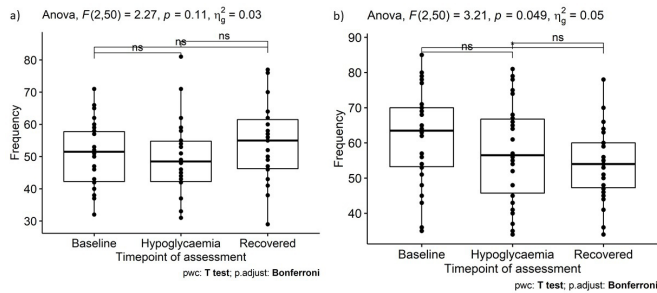 a) Anova, F(2,50) = 2.27, p = 0.11, η²g = 0.03
ns
ns
80
70
60
50
40
30
Frequency
Baseline Hypoglycaemia Recovered
Timepoint of assessment
pwc: T test; p.adjust: Bonferroni
b) Anova, F(2,50) = 3.21, p = 0.049, η²g = 0.05
*
ns
ns
90
80
70
60
50
40
Frequency
Baseline Hypoglycaemia Recovered
Timepoint of assessment
pwc: T test; p.adjust: Bonferroni